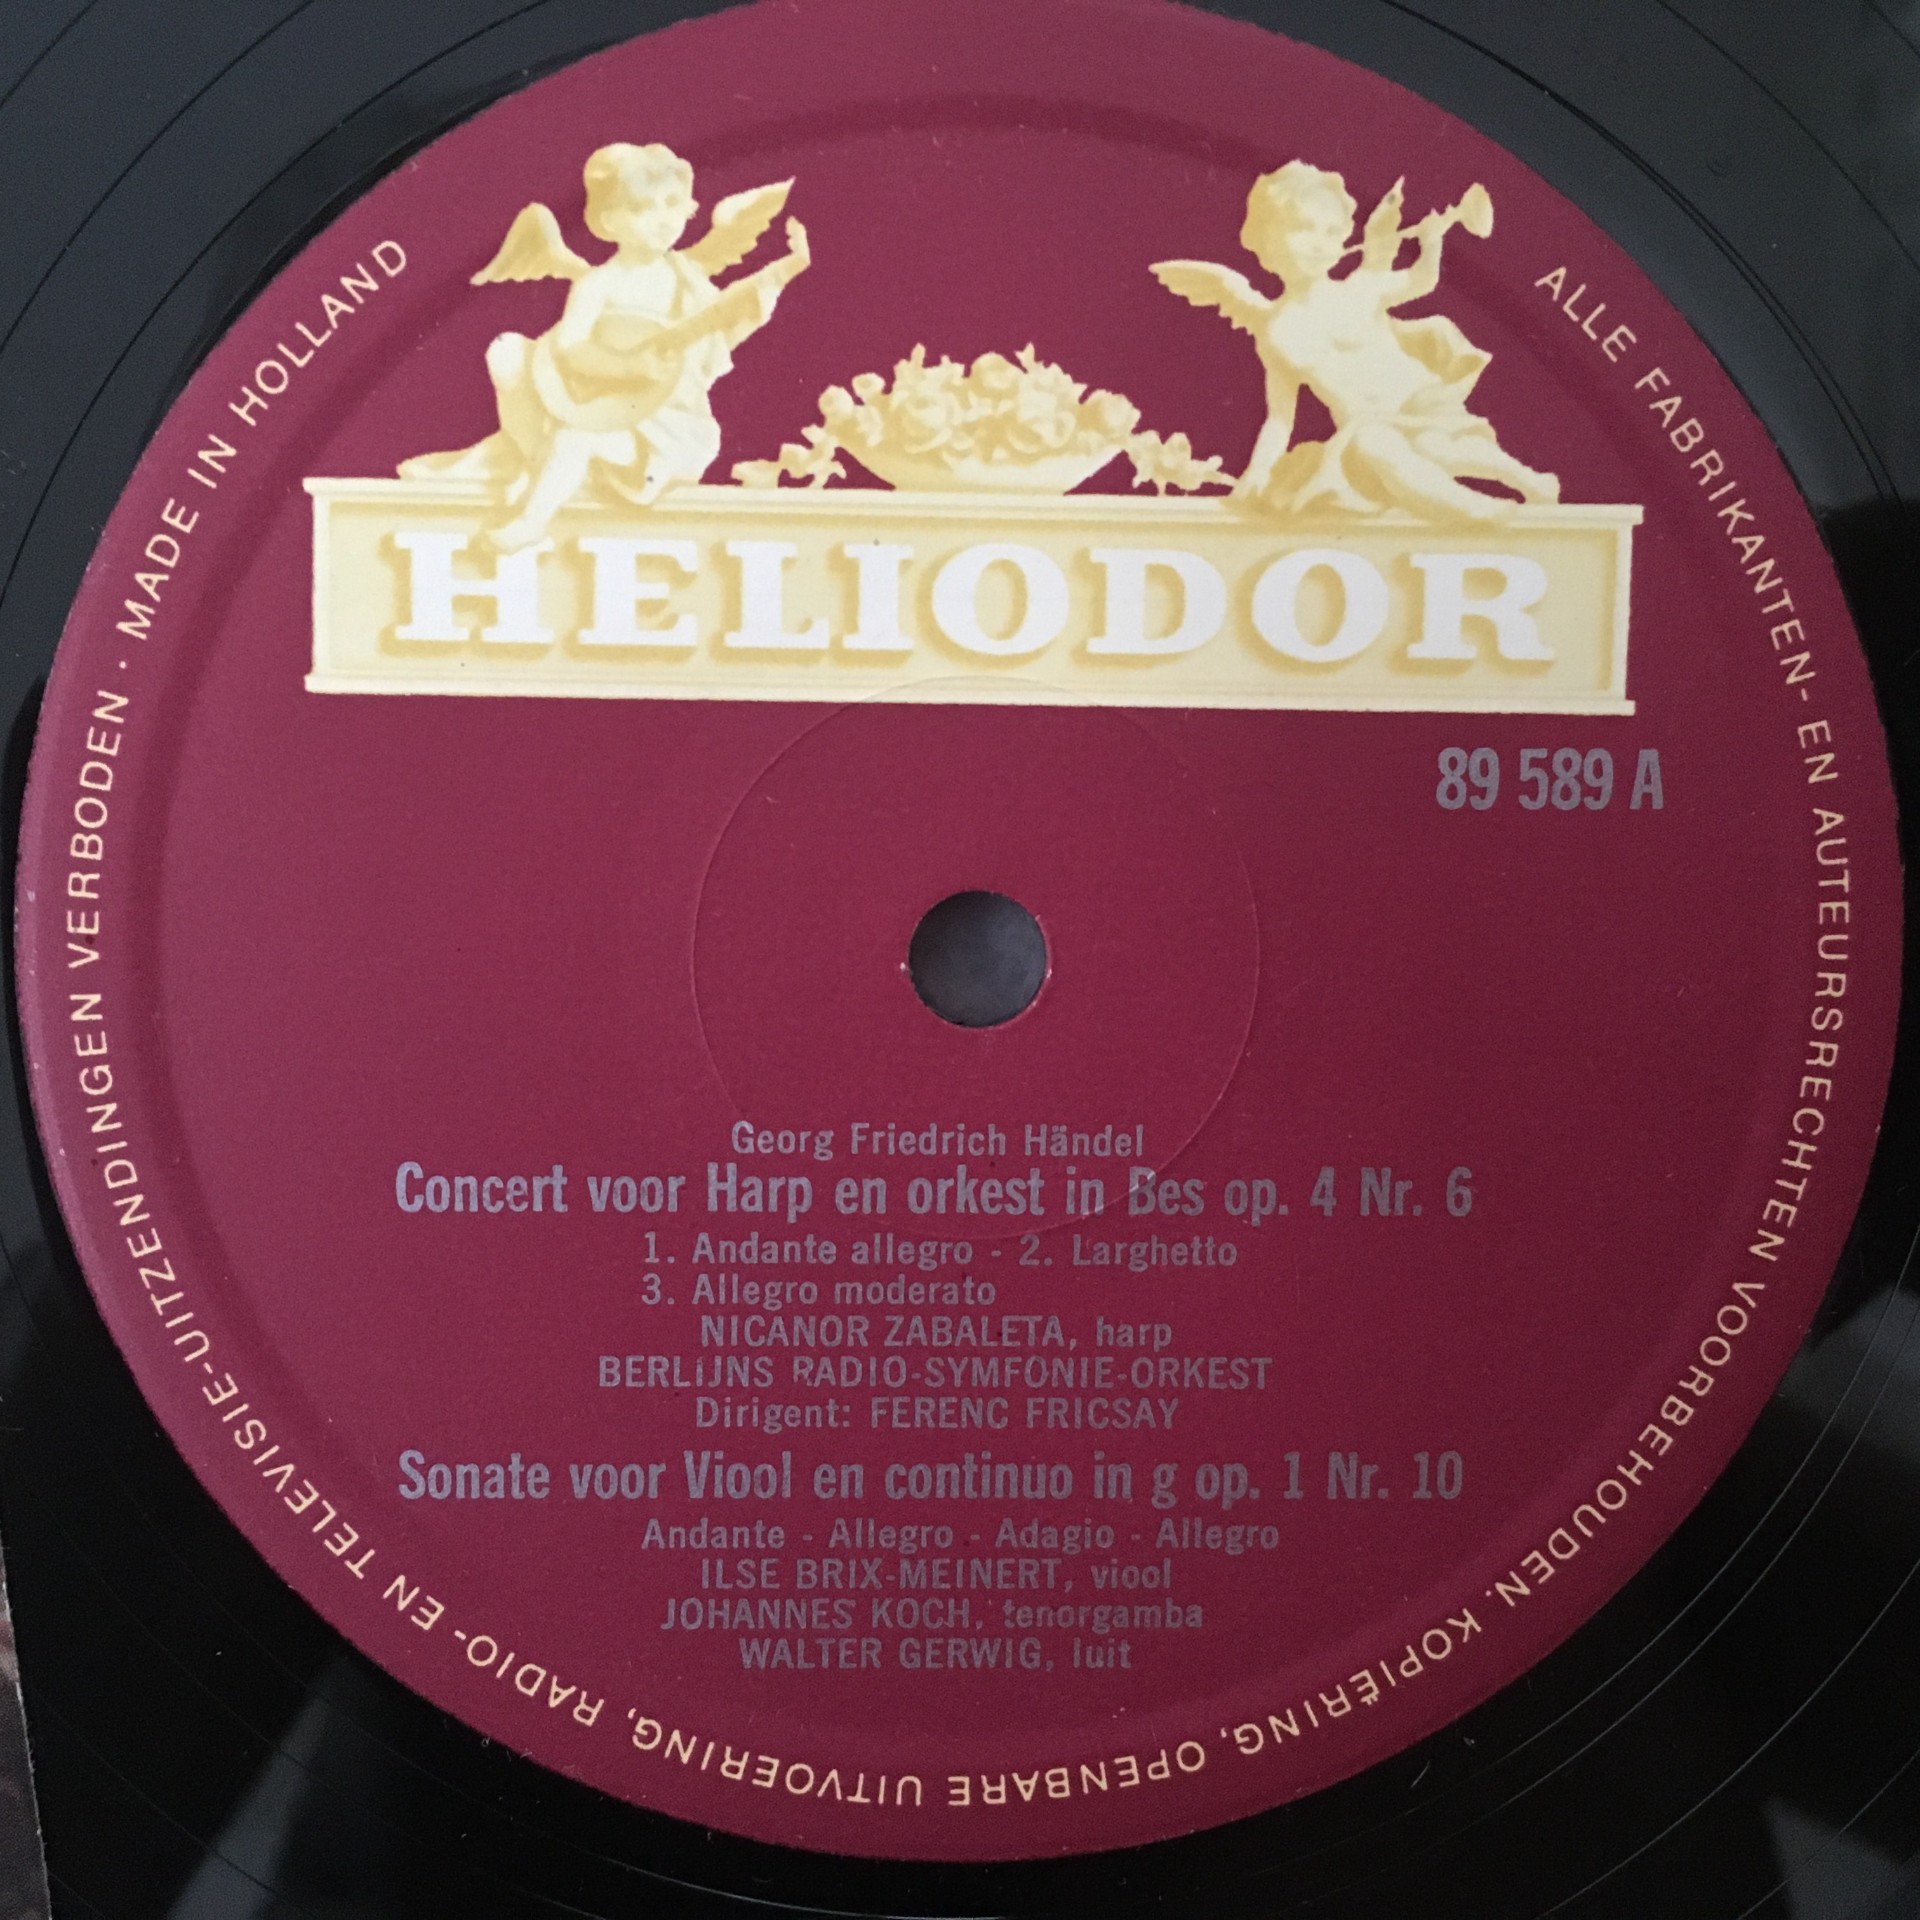 HELIODOR
89 589 A
Georg Friedrich Händel
Concert voor Harp en orkest in Bes op. 4 Nr. 6
1. Andante allegro - 2. Larghetto
3. Allegro moderato
NICANOR ZABALETA, harp
BERLIJNS RADIO-SYMFONIE-ORKEST
Dirigent: FERENC FRICSAY
Sonate voor Viool en continuo in g op. 1 Nr. 10
Andante - Allegro - Adagio - Allegro
ILSE BRIX-MEINERT, viool
JOHANNES KOCH, tenorgamba
WALTER GERWIG, luit
ALLE FABRIKANTEN- EN AUTEURSRECHTEN VOORBEHOUDEN. KOPIËRING, OPENBARE UITVOERING, RADIO- EN TELEVISIE-UITZENDINGEN VERBODEN · MADE IN HOLLAND